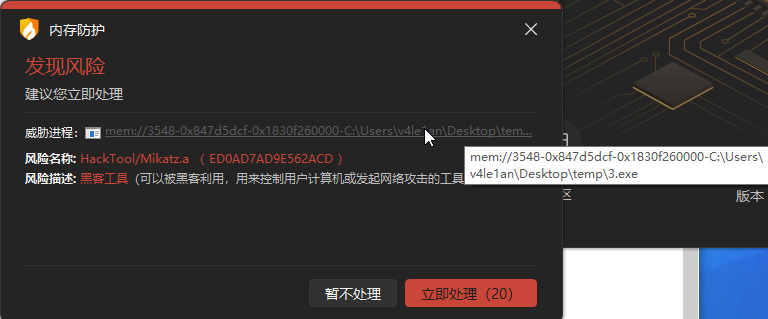 内存防护
发现风险
建议您立即处理
威胁进程： mem://3548-0x847d5dcf-0x1830f260000-C:\Users\v4le1an\Desktop\tem...
风险名称: HackTool/Mikatz.a （ ED0AD7AD9E562ACD ）
风险描述: 黑客工具（可以被黑客利用，用来控制用户计算机或发起网络攻击的工具
mem://3548-0x847d5dcf-0x1830f260000-C:\Users\
v4le1an\Desktop\temp\3.exe
区
版本
暂不处理
立即处理（20）